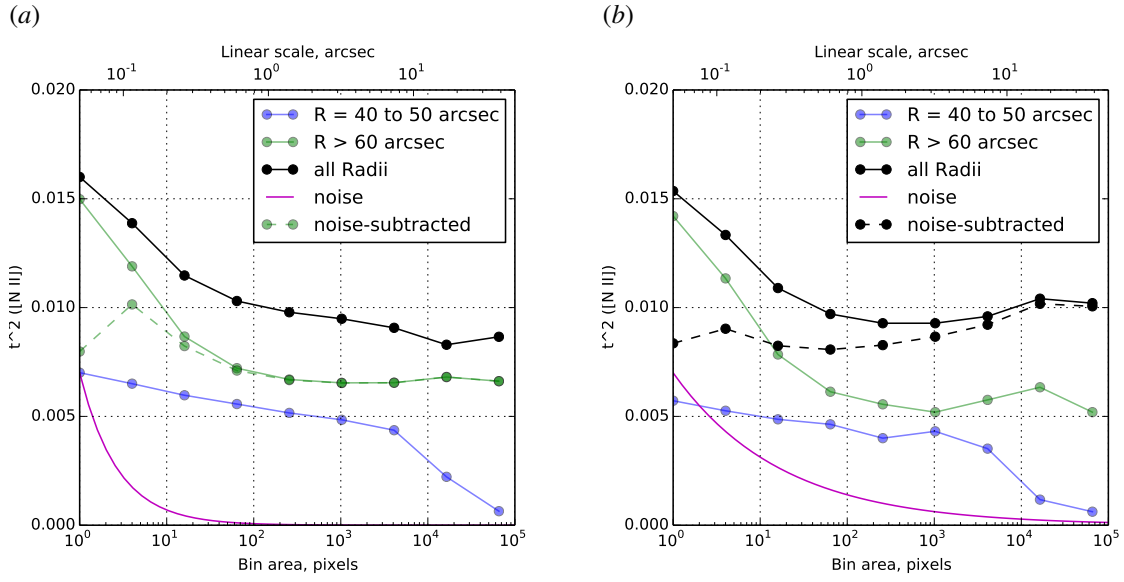 (a)
(b)
Linear scale, arcsec
10^-1 10^0 10^1
0.020
0.015
0.010
0.005
0.000
t^2 ([N II])
R = 40 to 50 arcsec
R > 60 arcsec
all Radii
noise
noise-subtracted
10^0 10^1 10^2 10^3 10^4 10^5
Bin area, pixels
Linear scale, arcsec
10^-1 10^0 10^1
0.020
0.015
0.010
0.005
0.000
t^2 ([N II])
R = 40 to 50 arcsec
R > 60 arcsec
all Radii
noise
noise-subtracted
10^0 10^1 10^2 10^3 10^4 10^5
Bin area, pixels